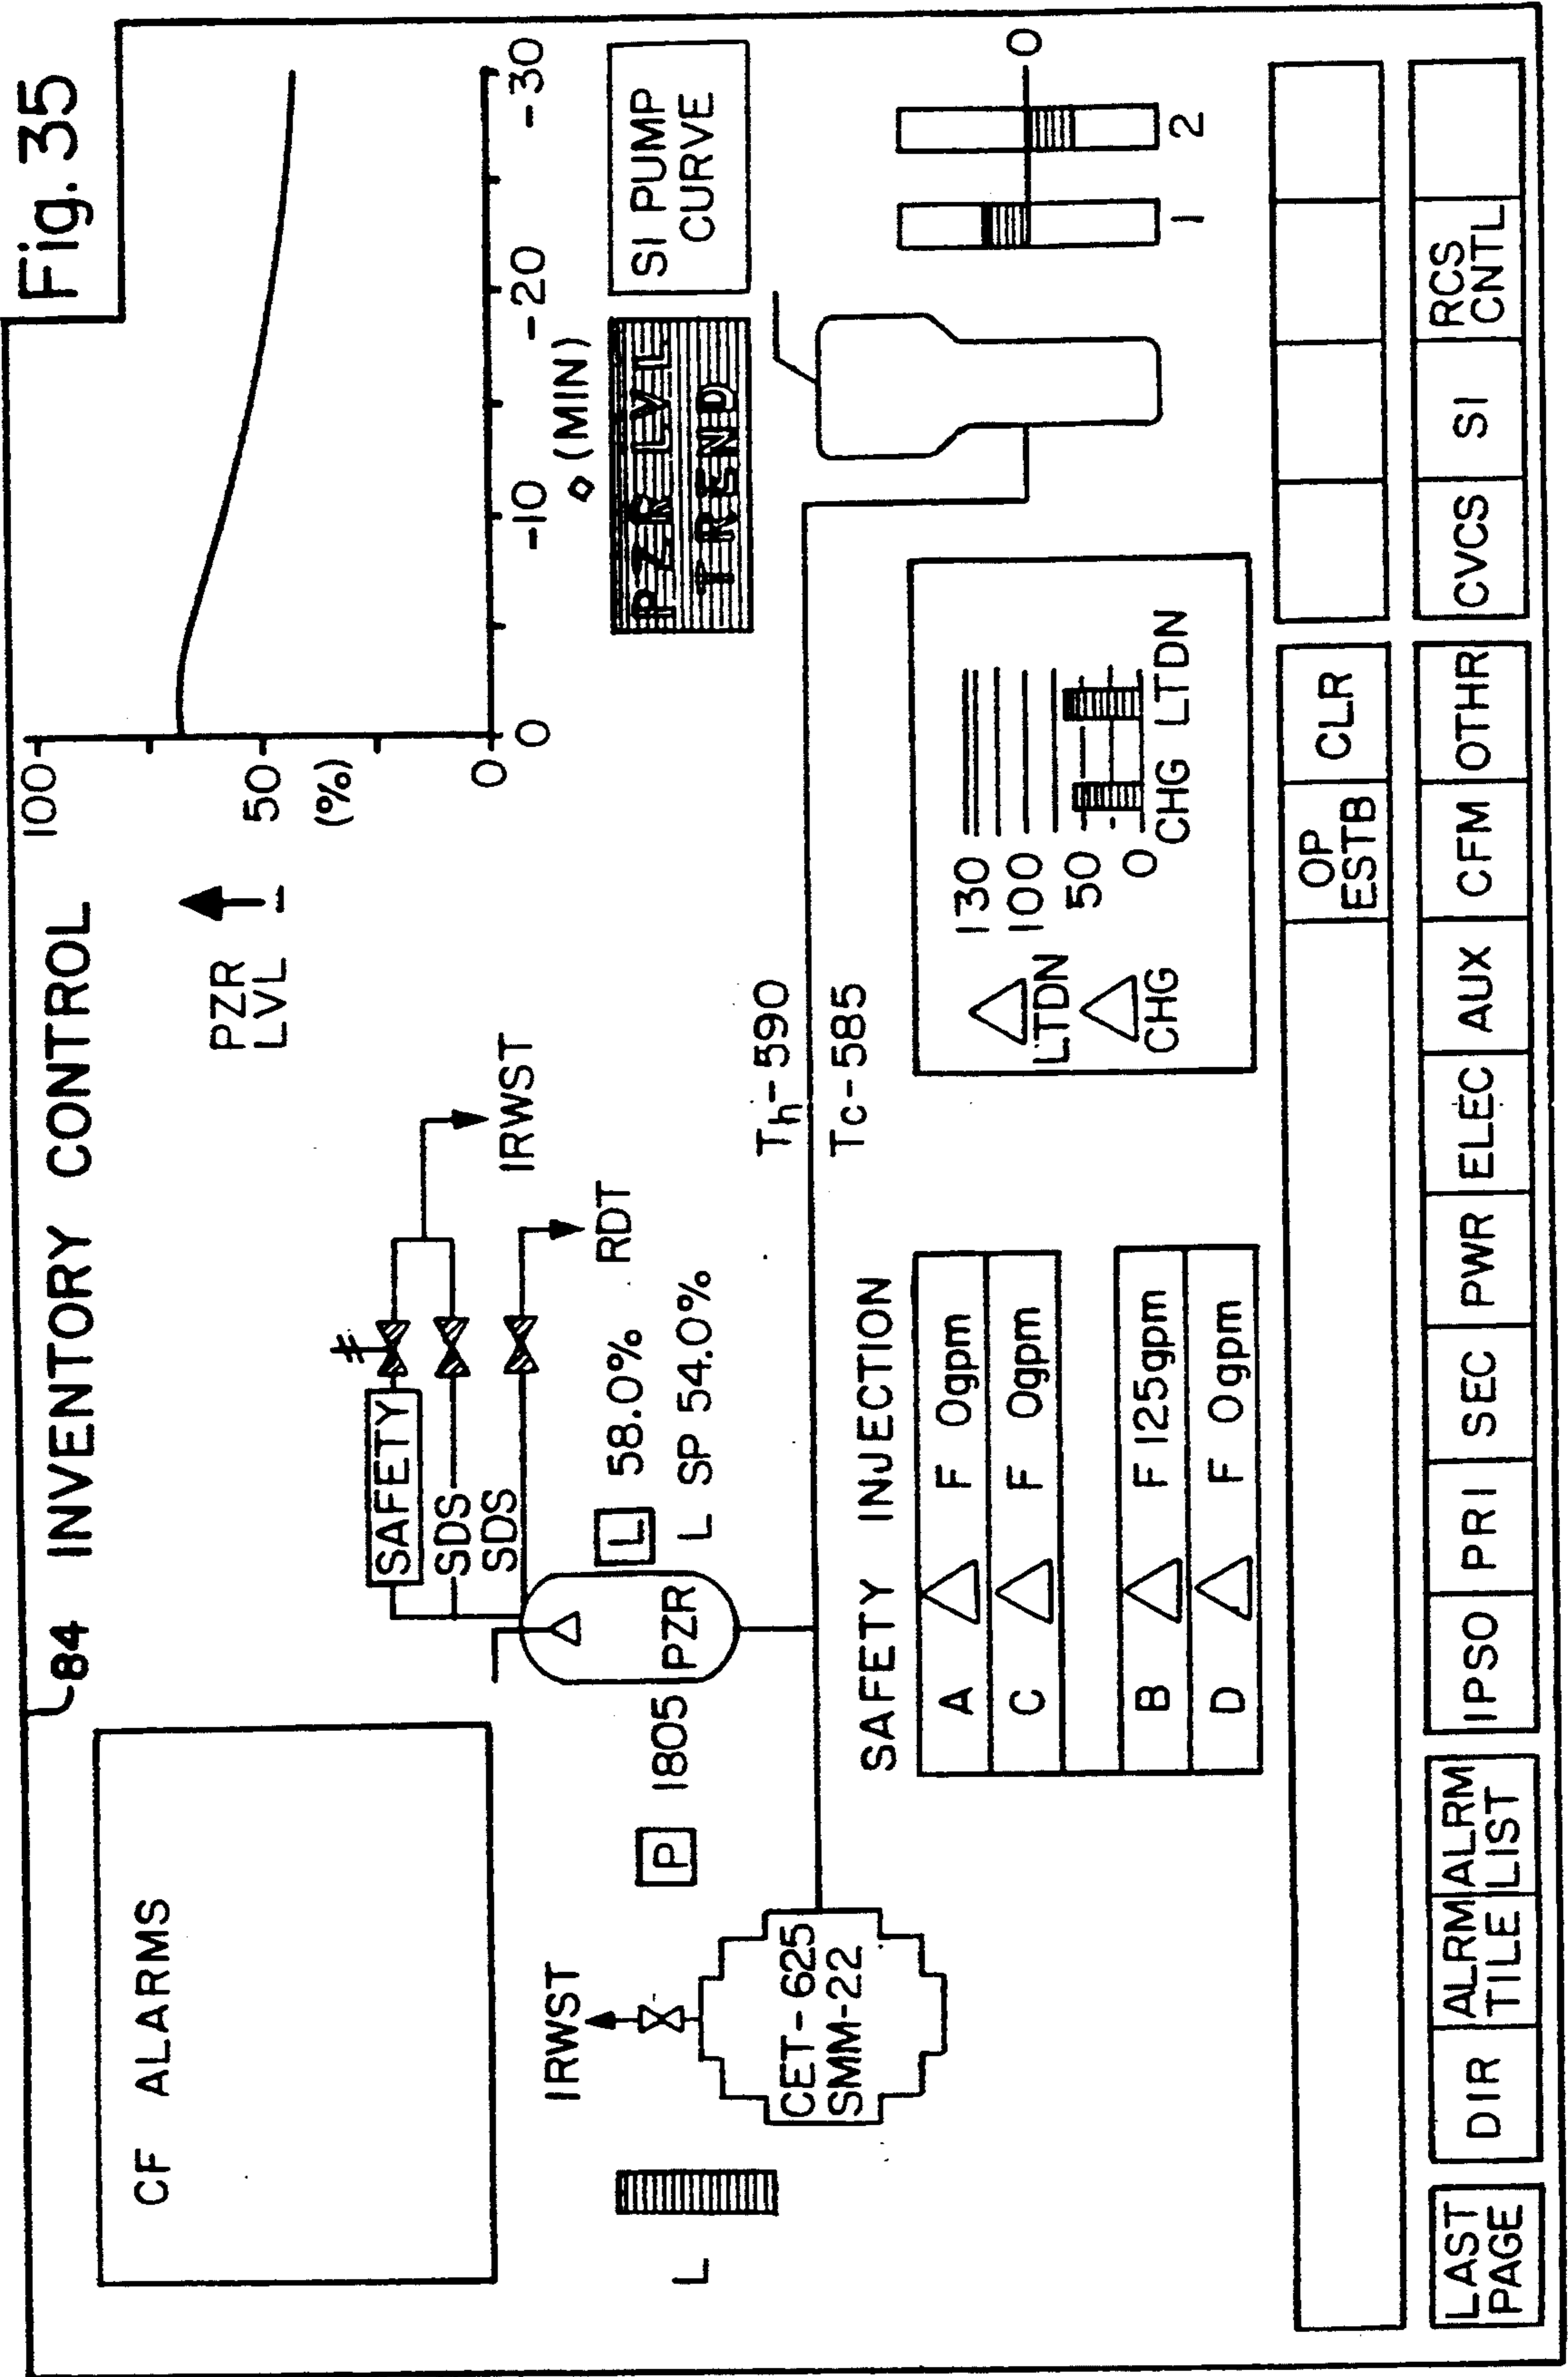 Fig. 35
84 INVENTORY CONTROL
CF ALARMS
PZR
LVL
100
50
(%)
0
0
-10
-20
-30
(MIN)
PZR LVL
TREND
SI PUMP
CURVE
SAFETY
SDS
SDS
IRWST
RDT
L 58.0%
L SP 54.0%
P 1805
PZR
IRWST
L
CET-625
SMM-22
Th-590
Tc-585
SAFETY INJECTION
A F 0gpm
C F 0gpm
B F 125gpm
D F 0gpm
LTDN
CHG
130
100
50
0
CHG LTDN
0
1 2
OP
ESTB
CLR
LAST
PAGE
DIR
ALRM
TILE
ALRM
LIST
IPSO
PRI
SEC
PWR
ELEC
AUX
CFM
OTHR
CVCS
SI
RCS
CNTL